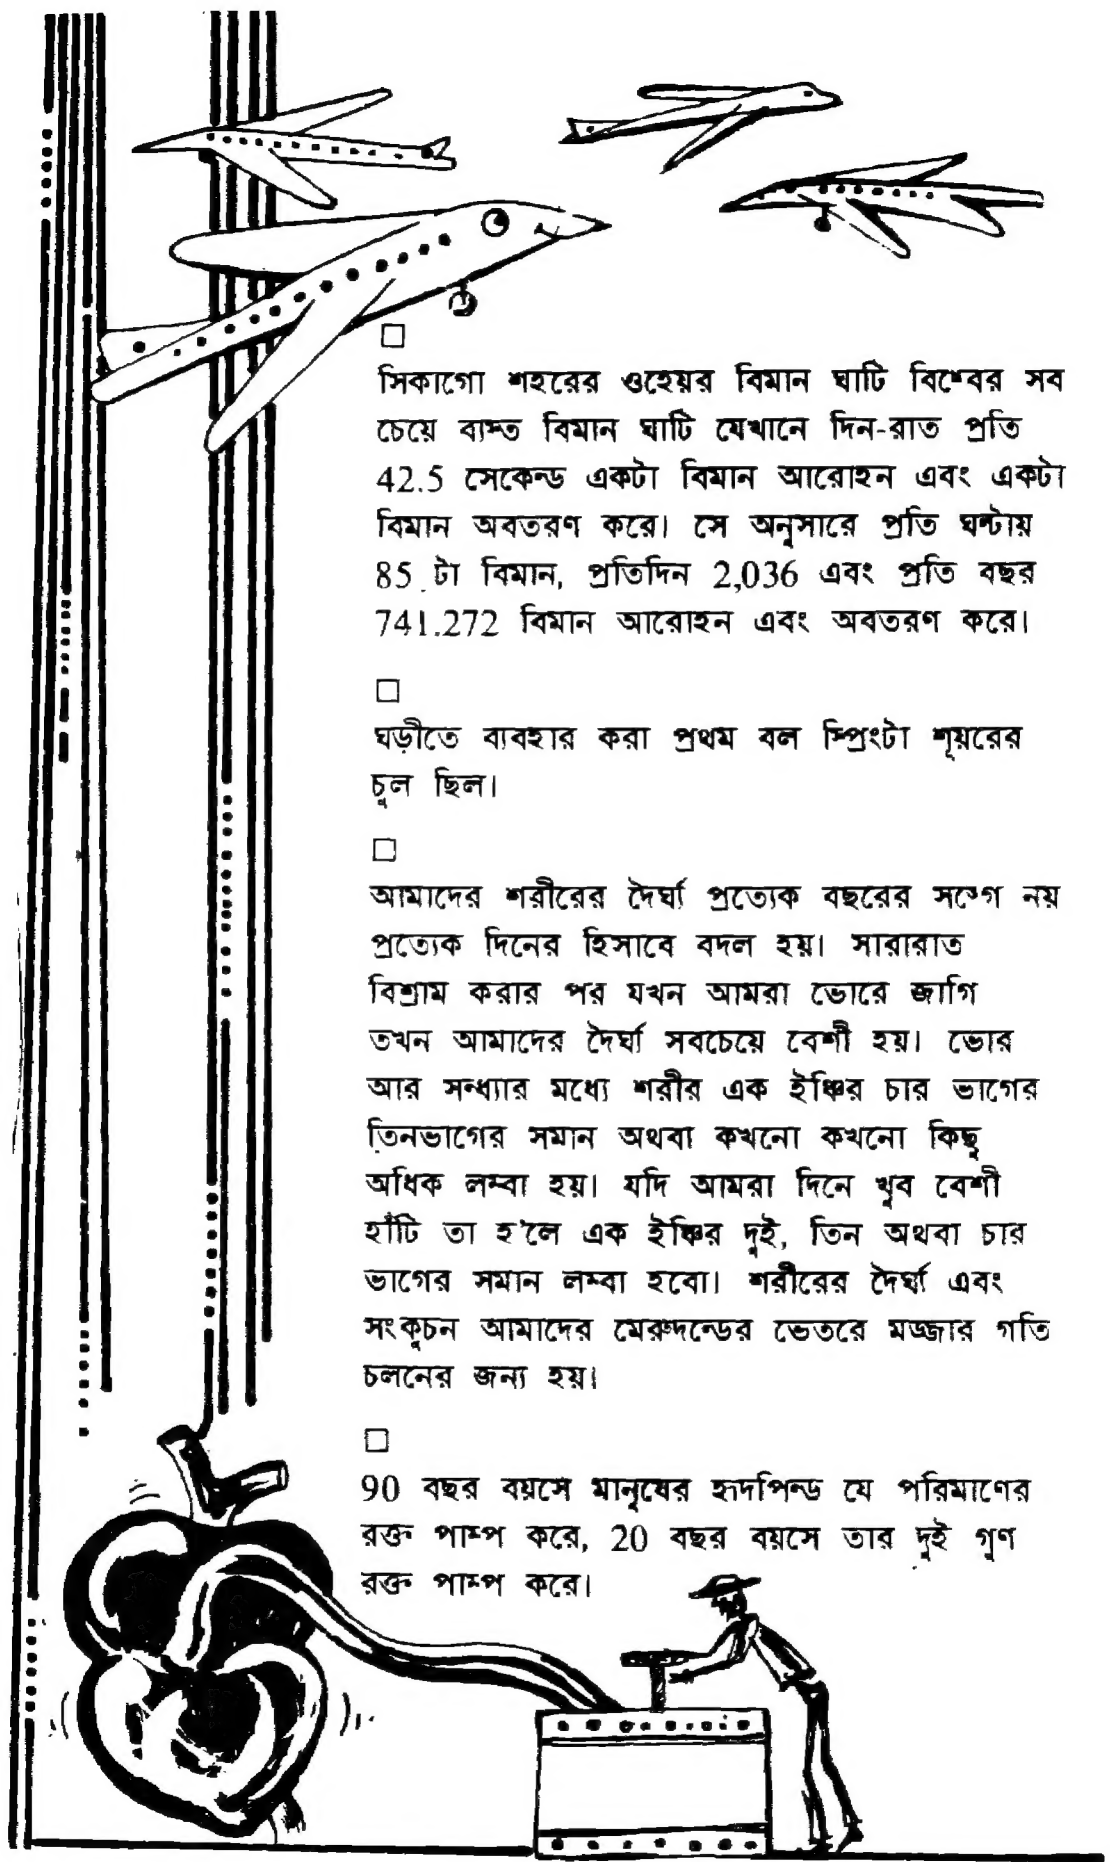 □
সিকাগো শহরের ওহেয়র বিমান ঘাটি বিশ্বের সব
চেয়ে ব্যস্ত বিমান ঘাটি যেখানে দিন-রাত প্রতি
42.5 সেকেন্ড একটা বিমান আরোহন এবং একটা
বিমান অবতরণ করে। সে অনুসারে প্রতি ঘন্টায়
85 টা বিমান, প্রতিদিন 2,036 এবং প্রতি বছর
741.272 বিমান আরোহন এবং অবতরণ করে।
□
ঘড়ীতে ব্যবহার করা প্রথম বল স্প্রিংটা শূয়রের
চুল ছিল।
□
আমাদের শরীরের দৈর্ঘ্য প্রত্যেক বছরের সঙ্গে নয়
প্রত্যেক দিনের হিসাবে বদল হয়। সারারাত
বিশ্রাম করার পর যখন আমরা ভোরে জাগি
তখন আমাদের দৈর্ঘ্য সবচেয়ে বেশী হয়। ভোর
আর সন্ধ্যার মধ্যে শরীর এক ইঞ্চির চার ভাগের
তিনভাগের সমান অথবা কখনো কখনো কিছু
অধিক লম্বা হয়। যদি আমরা দিনে খুব বেশী
হাঁটি তা হ'লে এক ইঞ্চির দুই, তিন অথবা চার
ভাগের সমান লম্বা হবো। শরীরের দৈর্ঘ্য এবং
সংকুচন আমাদের মেরুদন্ডের ভেতরে মজ্জার গতি
চলনের জন্য হয়।
□
90 বছর বয়সে মানুষের হৃদপিন্ড যে পরিমাণের
রক্ত পাম্প করে, 20 বছর বয়সে তার দুই গুণ
রক্ত পাম্প করে।